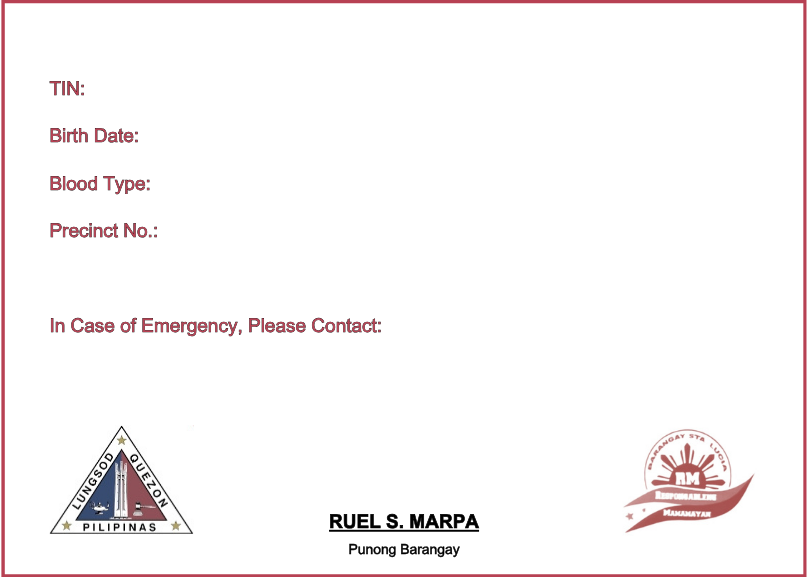 TIN:
Birth Date:
Blood Type:
Precinct No.:
In Case of Emergency, Please Contact:
LUNGSOD QUEZON
PILIPINAS
RUEL S. MARPA
Punong Barangay
BARANGAY STA LUCIA
RM
RESPONSABLENG
MAMAMAYAN